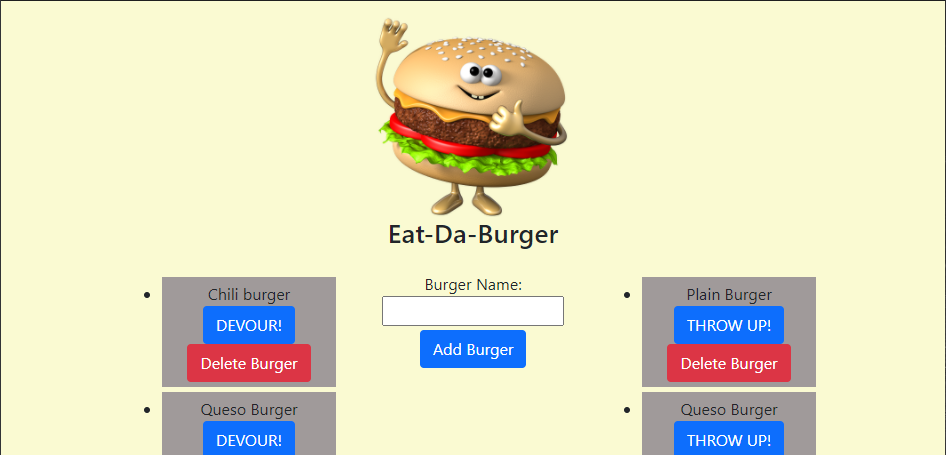 Eat-Da-Burger
Chili burger
DEVOUR!
Delete Burger
Queso Burger
DEVOUR!
Burger Name:
Add Burger
Plain Burger
THROW UP!
Delete Burger
Queso Burger
THROW UP!